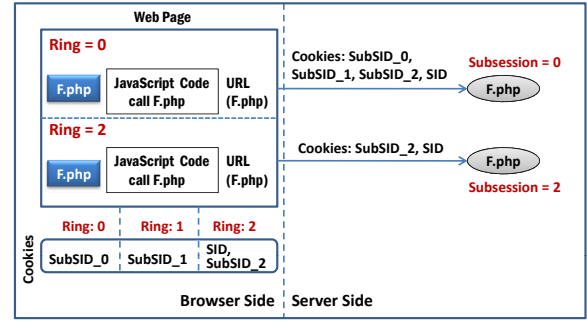 Web Page
Ring = 0
F.php
JavaScript Code
call F.php
URL
(F.php)
Cookies: SubSID_0,
SubSID_1, SubSID_2, SID
Subsession = 0
F.php
Ring = 2
F.php
JavaScript Code
call F.php
URL
(F.php)
Cookies: SubSID_2, SID
F.php
Subsession = 2
Cookies
Ring: 0
Ring: 1
Ring: 2
SubSID_0
SubSID_1
SID,
SubSID_2
Browser Side
Server Side